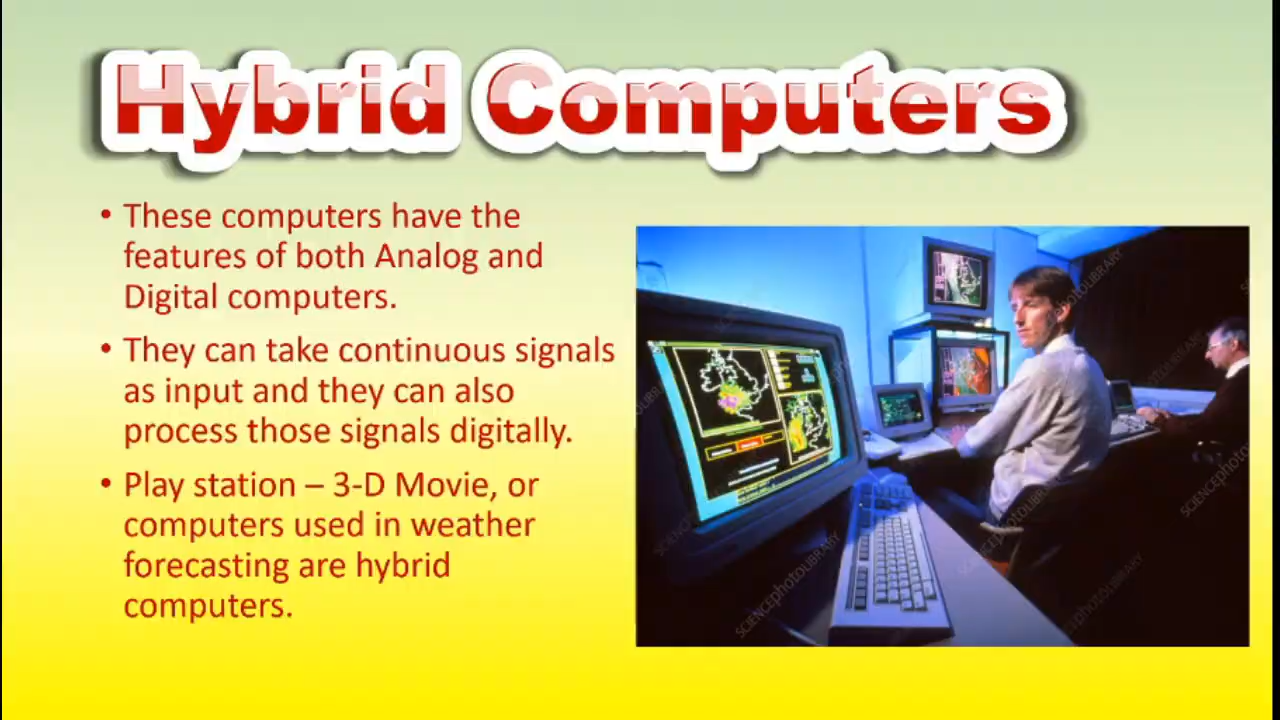 Hybrid Computers
• These computers have the
features of both Analog and
Digital computers.
• They can take continuous signals
as input and they can also
process those signals digitally.
• Play station – 3-D Movie, or
computers used in weather
forecasting are hybrid
computers.
SCIENCEphotOLIBRARY